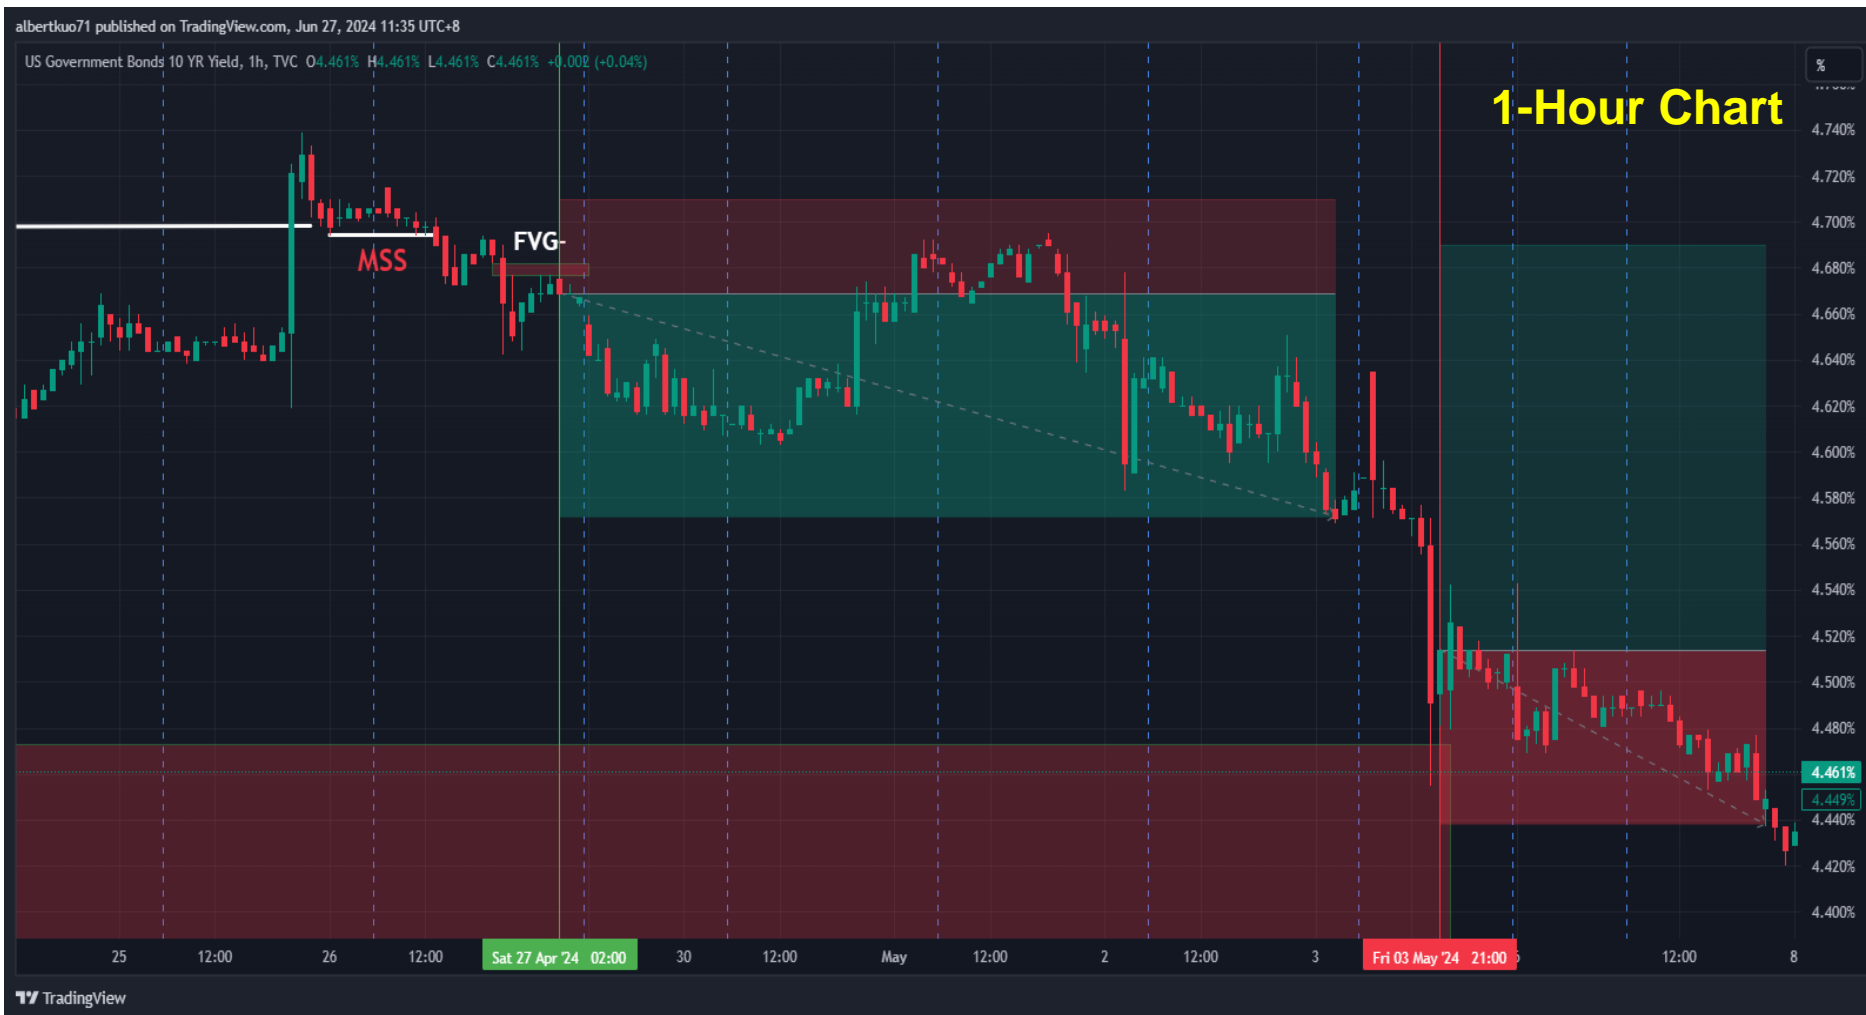 albertkuo71 published on TradingView.com, Jun 27, 2024 11:35 UTC+8
US Government Bonds 10 YR Yield, 1h, TVC O4.461% H4.461% L4.461% C4.461% +0.002 (+0.04%)
%
1-Hour Chart
4.740%
4.720%
4.700%
FVG-
MSS
4.680%
4.660%
4.640%
4.620%
4.600%
4.580%
4.560%
4.540%
4.520%
4.500%
4.480%
4.461%
4.449%
4.440%
4.420%
4.400%
25 12:00 26 12:00 Sat 27 Apr '24 02:00 30 12:00 May 12:00 2 12:00 3 Fri 03 May '24 21:00 12:00 8
TradingView